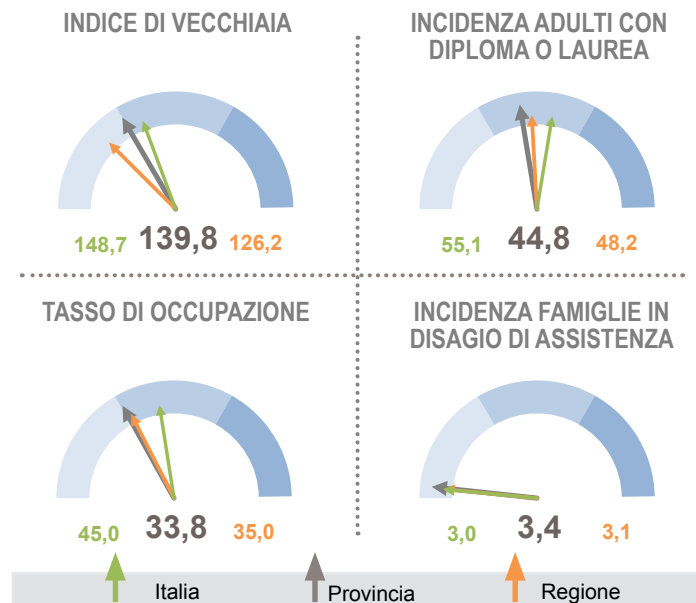 INDICE DI VECCHIAIA
148,7 139,8 126,2
INCIDENZA ADULTI CON
DIPLOMA O LAUREA
55,1 44,8 48,2
TASSO DI OCCUPAZIONE
45,0 33,8 35,0
INCIDENZA FAMIGLIE IN
DISAGIO DI ASSISTENZA
3,0 3,4 3,1
Italia Provincia Regione